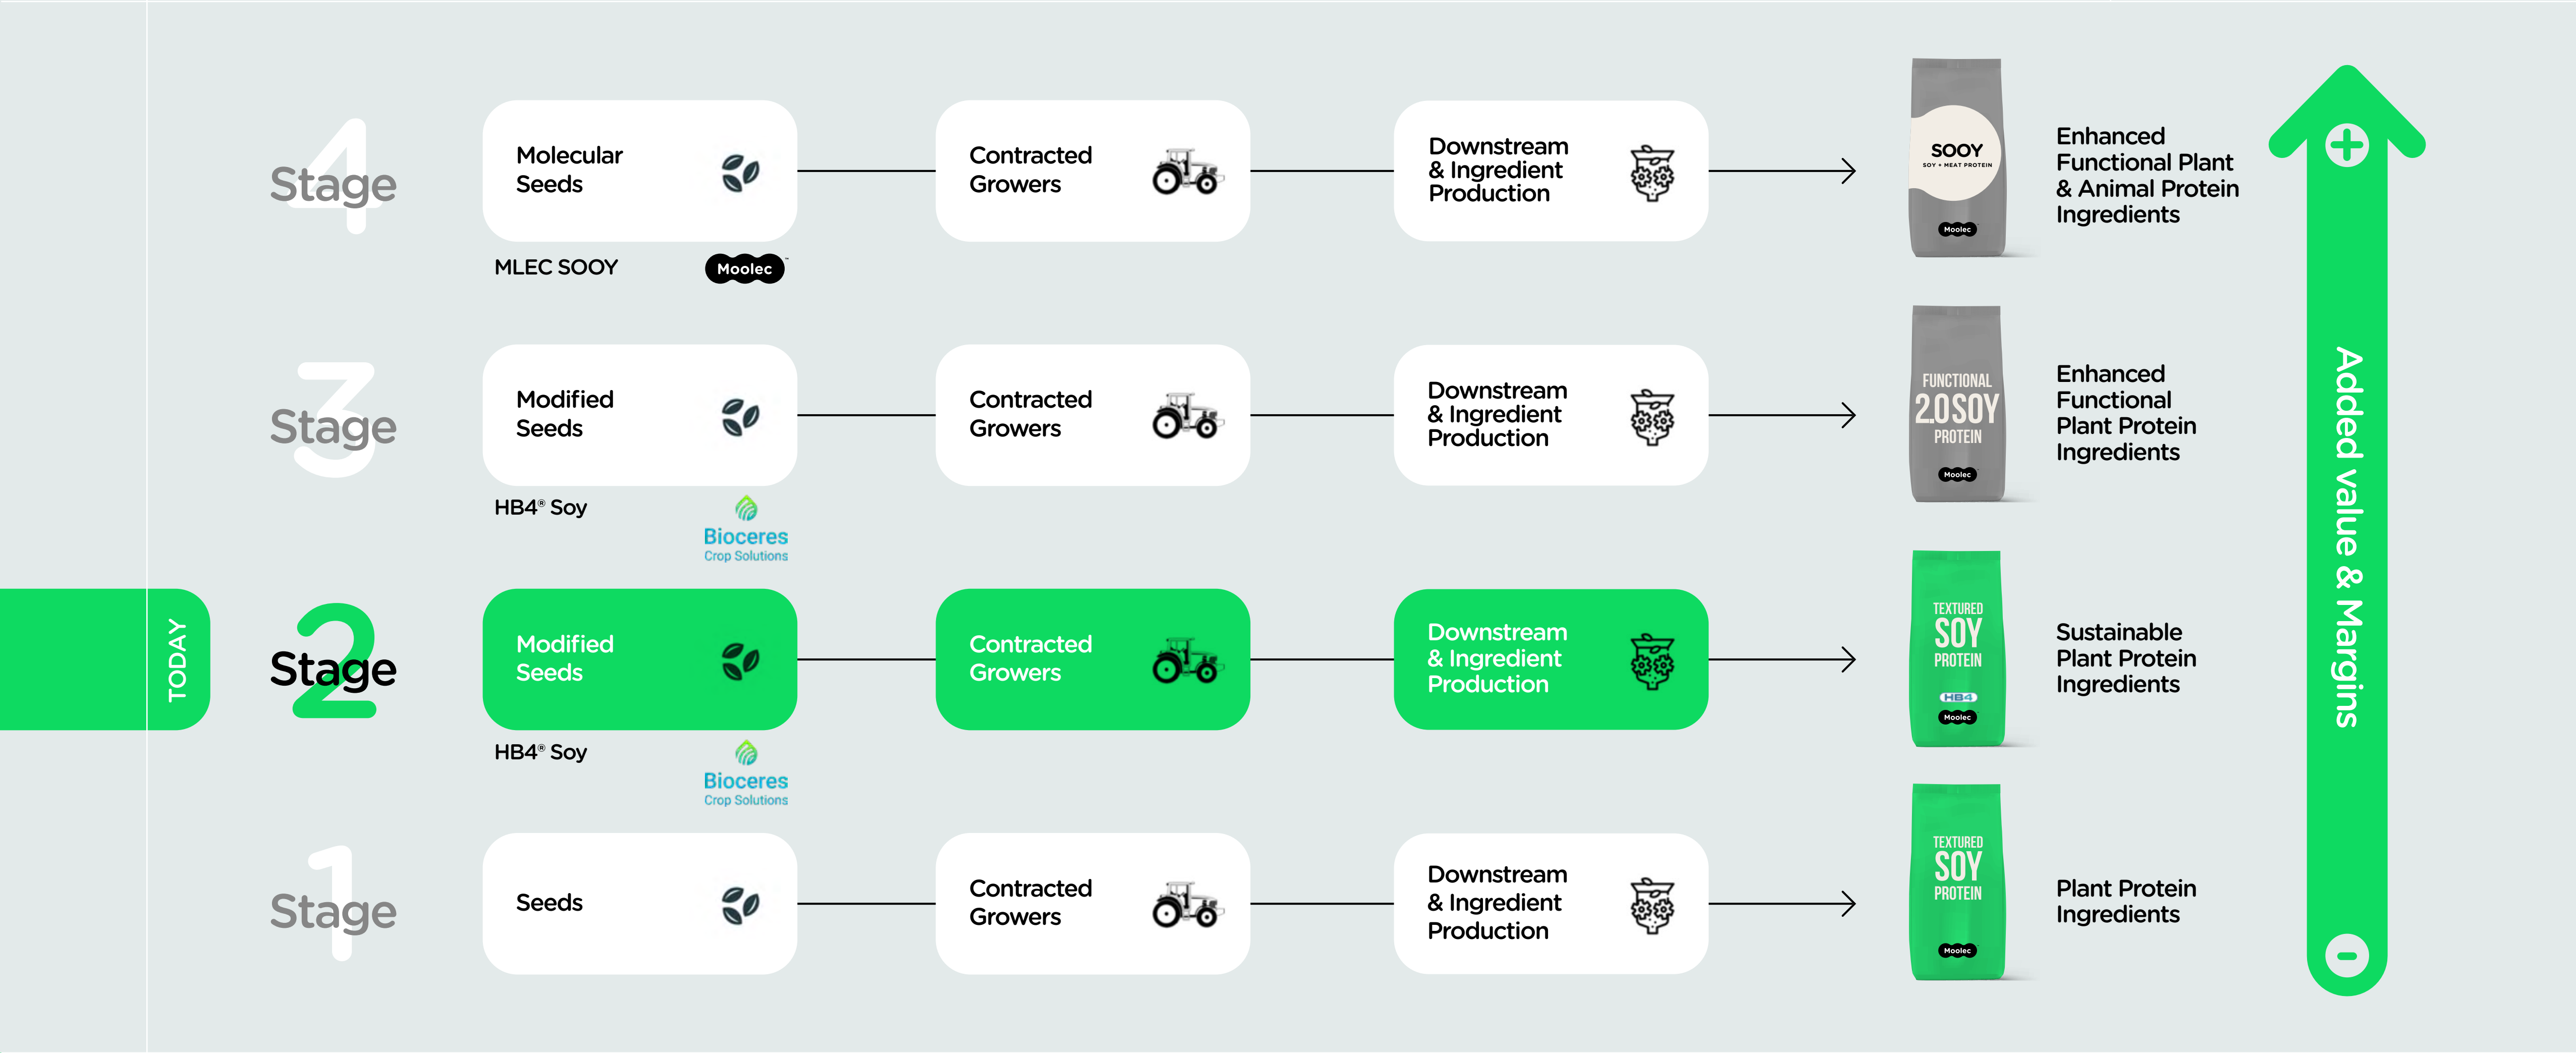 4
Stage
Molecular
Seeds
MLEC SOOY
Moolec™
Contracted
Growers
Downstream
& Ingredient
Production
SOOY
SOY + MEAT PROTEIN
Moolec
Enhanced
Functional Plant
& Animal Protein
Ingredients
3
Stage
Modified
Seeds
HB4® Soy
Bioceres
Crop Solutions
Contracted
Growers
Downstream
& Ingredient
Production
FUNCTIONAL
2.0 SOY
PROTEIN
Moolec
Enhanced
Functional
Plant Protein
Ingredients
TODAY
2
Stage
Modified
Seeds
HB4® Soy
Bioceres
Crop Solutions
Contracted
Growers
Downstream
& Ingredient
Production
TEXTURED
SOY
PROTEIN
HB4
Moolec
Sustainable
Plant Protein
Ingredients
1
Stage
Seeds
Contracted
Growers
Downstream
& Ingredient
Production
TEXTURED
SOY
PROTEIN
Moolec
Plant Protein
Ingredients
+
Added value & Margins
-